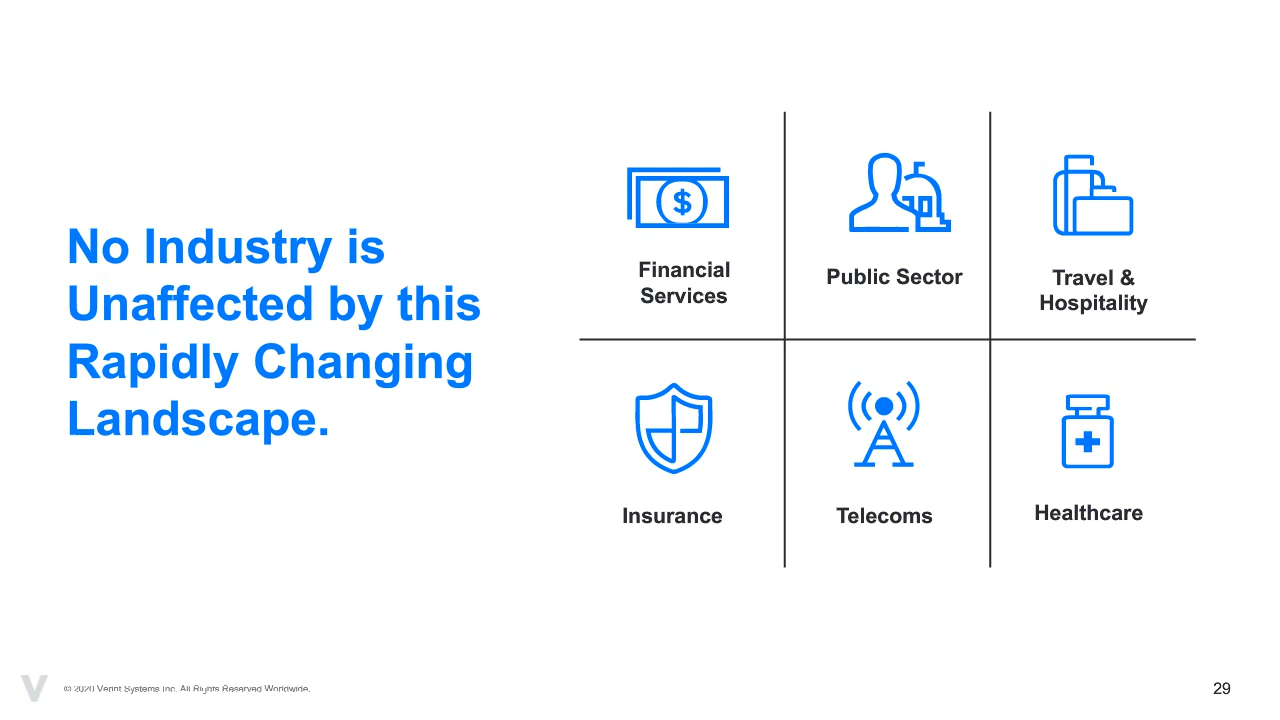 No Industry is
Unaffected by this
Rapidly Changing
Landscape.
$
Financial
Services
Public Sector
Travel &
Hospitality
Insurance
Telecoms
Healthcare
© 2020 Verint Systems Inc. All Rights Reserved Worldwide.
29